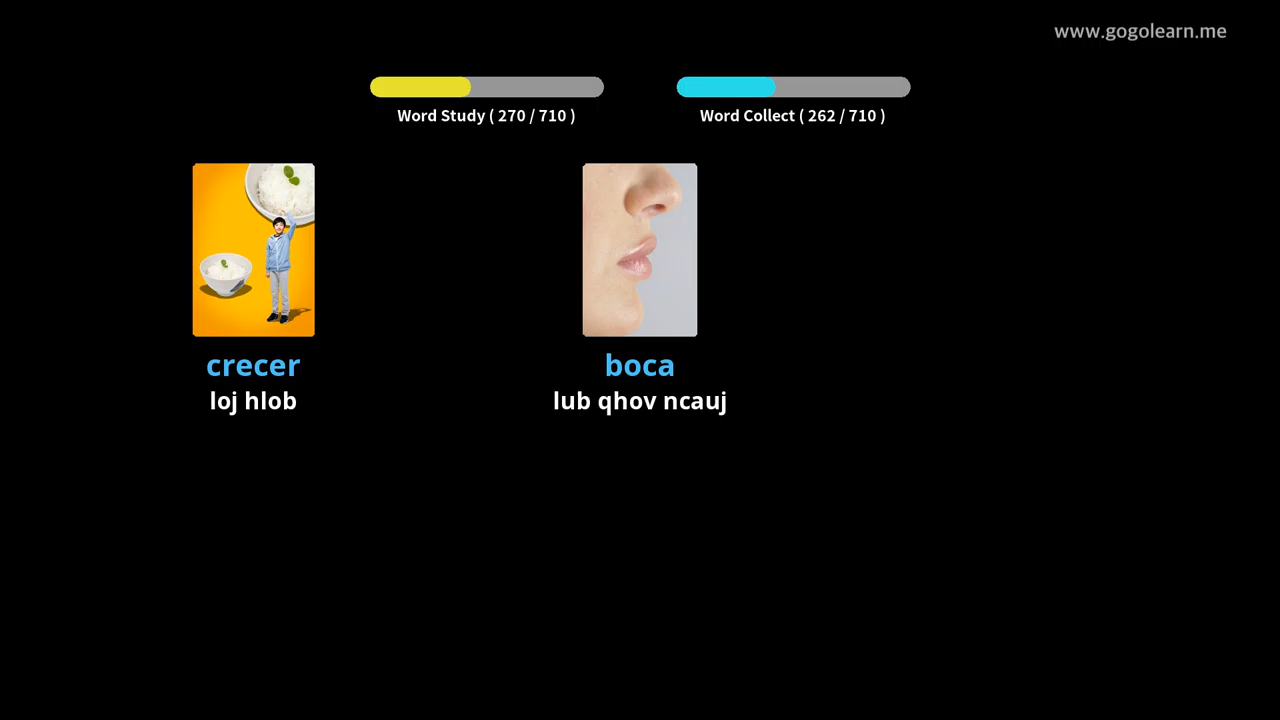 www.gogolearn.me
Word Study ( 270 / 710 )
Word Collect ( 262 / 710 )
crecer
loj hlob
boca
lub qhov ncauj